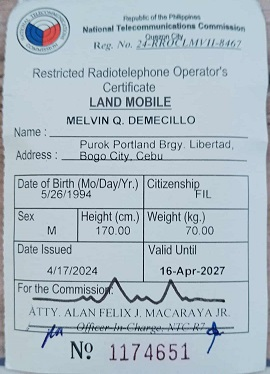 Republic of the Philippines
National Telecommunications Commission
Quezon City
Reg. No. 24-RROCLMVII-8467
Restricted Radiotelephone Operator's
Certificate
LAND MOBILE
MELVIN Q. DEMECILLO
Name :
Purok Portland Brgy. Libertad,
Address : Bogo City, Cebu
Date of Birth (Mo/Day/Yr.) Citizenship
5/26/1994 FIL
Sex Height (cm.) Weight (kg.)
M 170.00 70.00
Date Issued Valid Until
4/17/2024 16-Apr-2027
For the Commission:
ATTY. ALAN FELIX J. MACARAYA JR.
Officer-In-Charge, NTC-R7
Nº 1174651